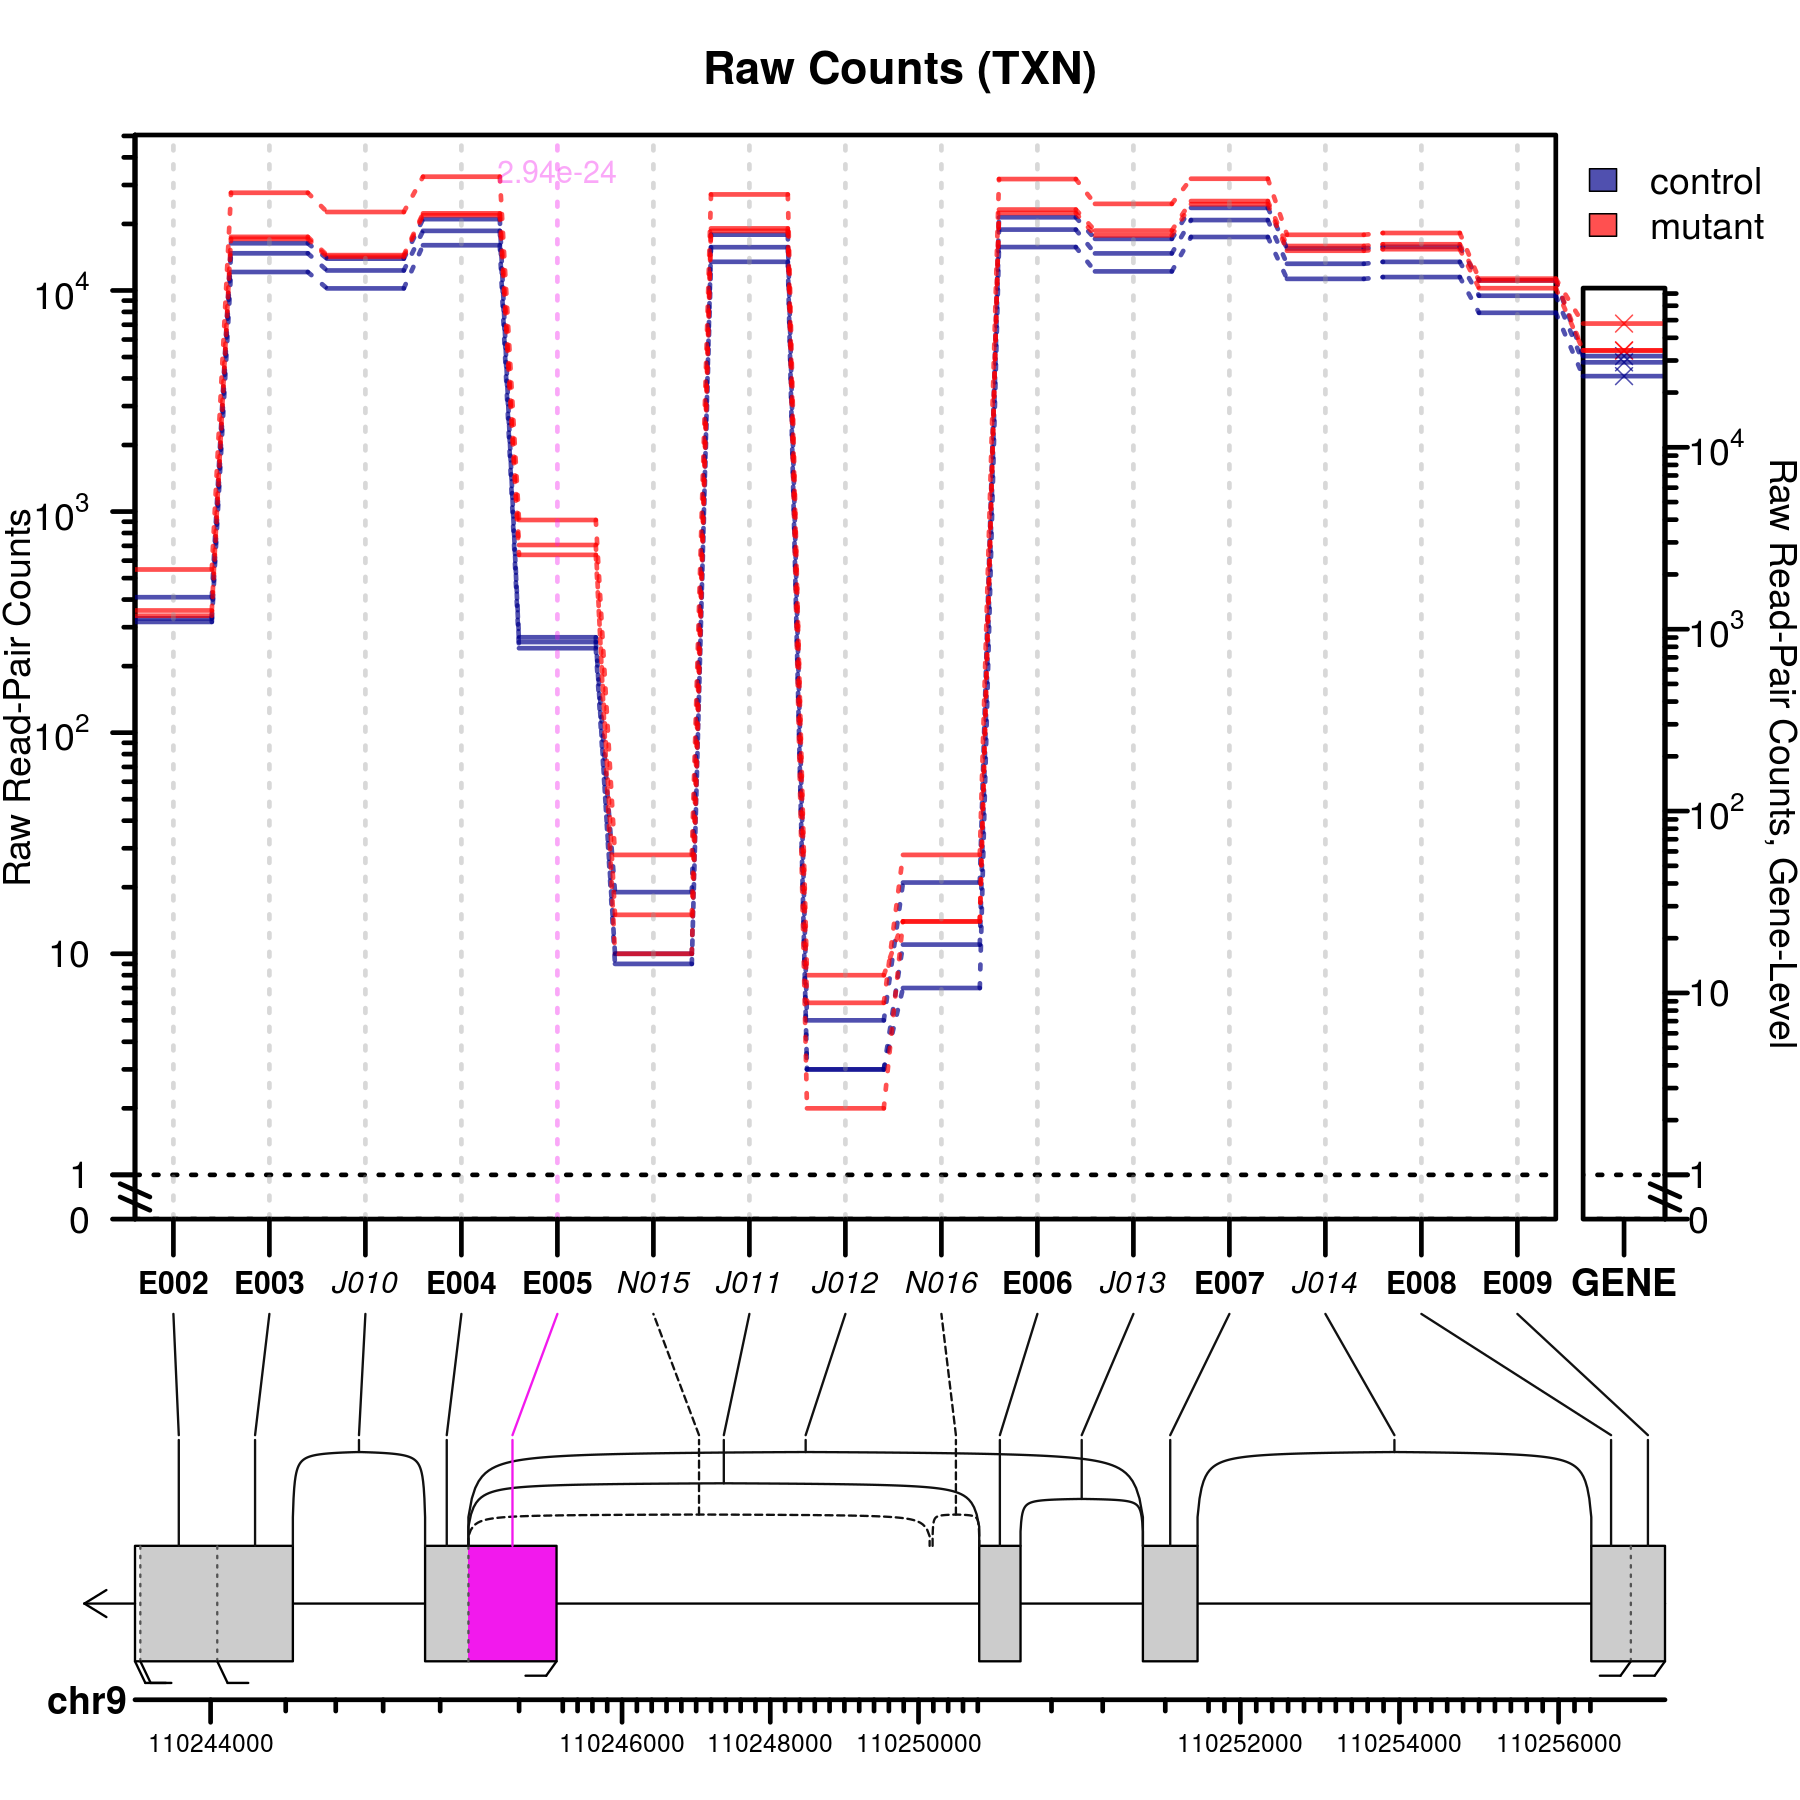 Raw Counts (TXN)
2.94e-24
control
mutant
Raw Read-Pair Counts
10^4
10^3
10^2
10
1
0
10^4
10^3
10^2
10
1
0
Raw Read-Pair Counts, Gene-Level
E002 E003 J010 E004 E005 N015 J011 J012 N016 E006 J013 E007 J014 E008 E009 GENE
chr9
110244000 110246000 110248000 110250000 110252000 110254000 110256000